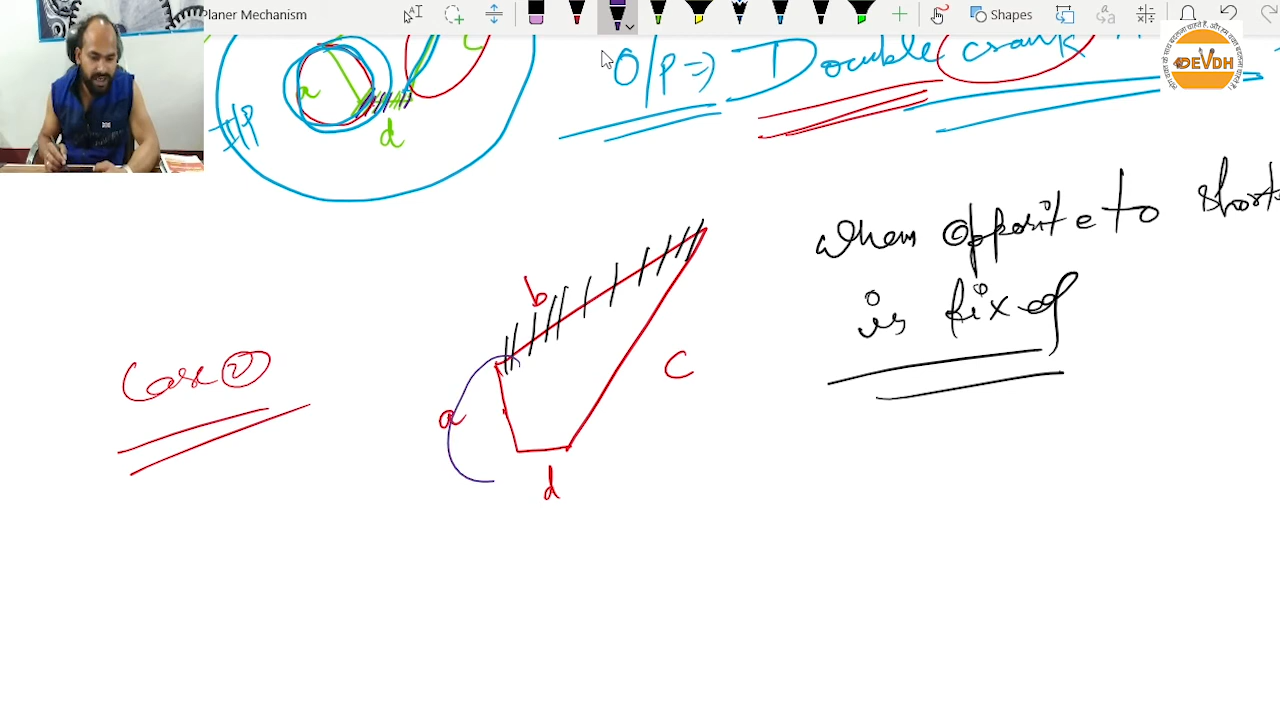 Planer Mechanism
Shapes
C
a
O/P => Double crank
DEVDH
I/P
d
when opposite to short
is fixed
b
Case 2
a
C
d